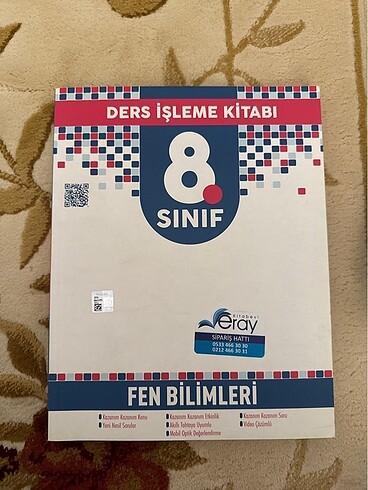 DERS İŞLEME KİTABI
8.
SINIF
Kitabevi
eray
SİPARİŞ HATTI
0533 466 30 30
0212 466 30 31
FEN BİLİMLERİ
• Kazanım Kazanım Konu
• Kazanım Kazanım Etkinlik
• Kazanım Kazanım Soru
• Yeni Nesil Sorular
• Akıllı Tahtaya Uyumlu
• Video Çözümlü
• Mobil Optik Değerlendirme